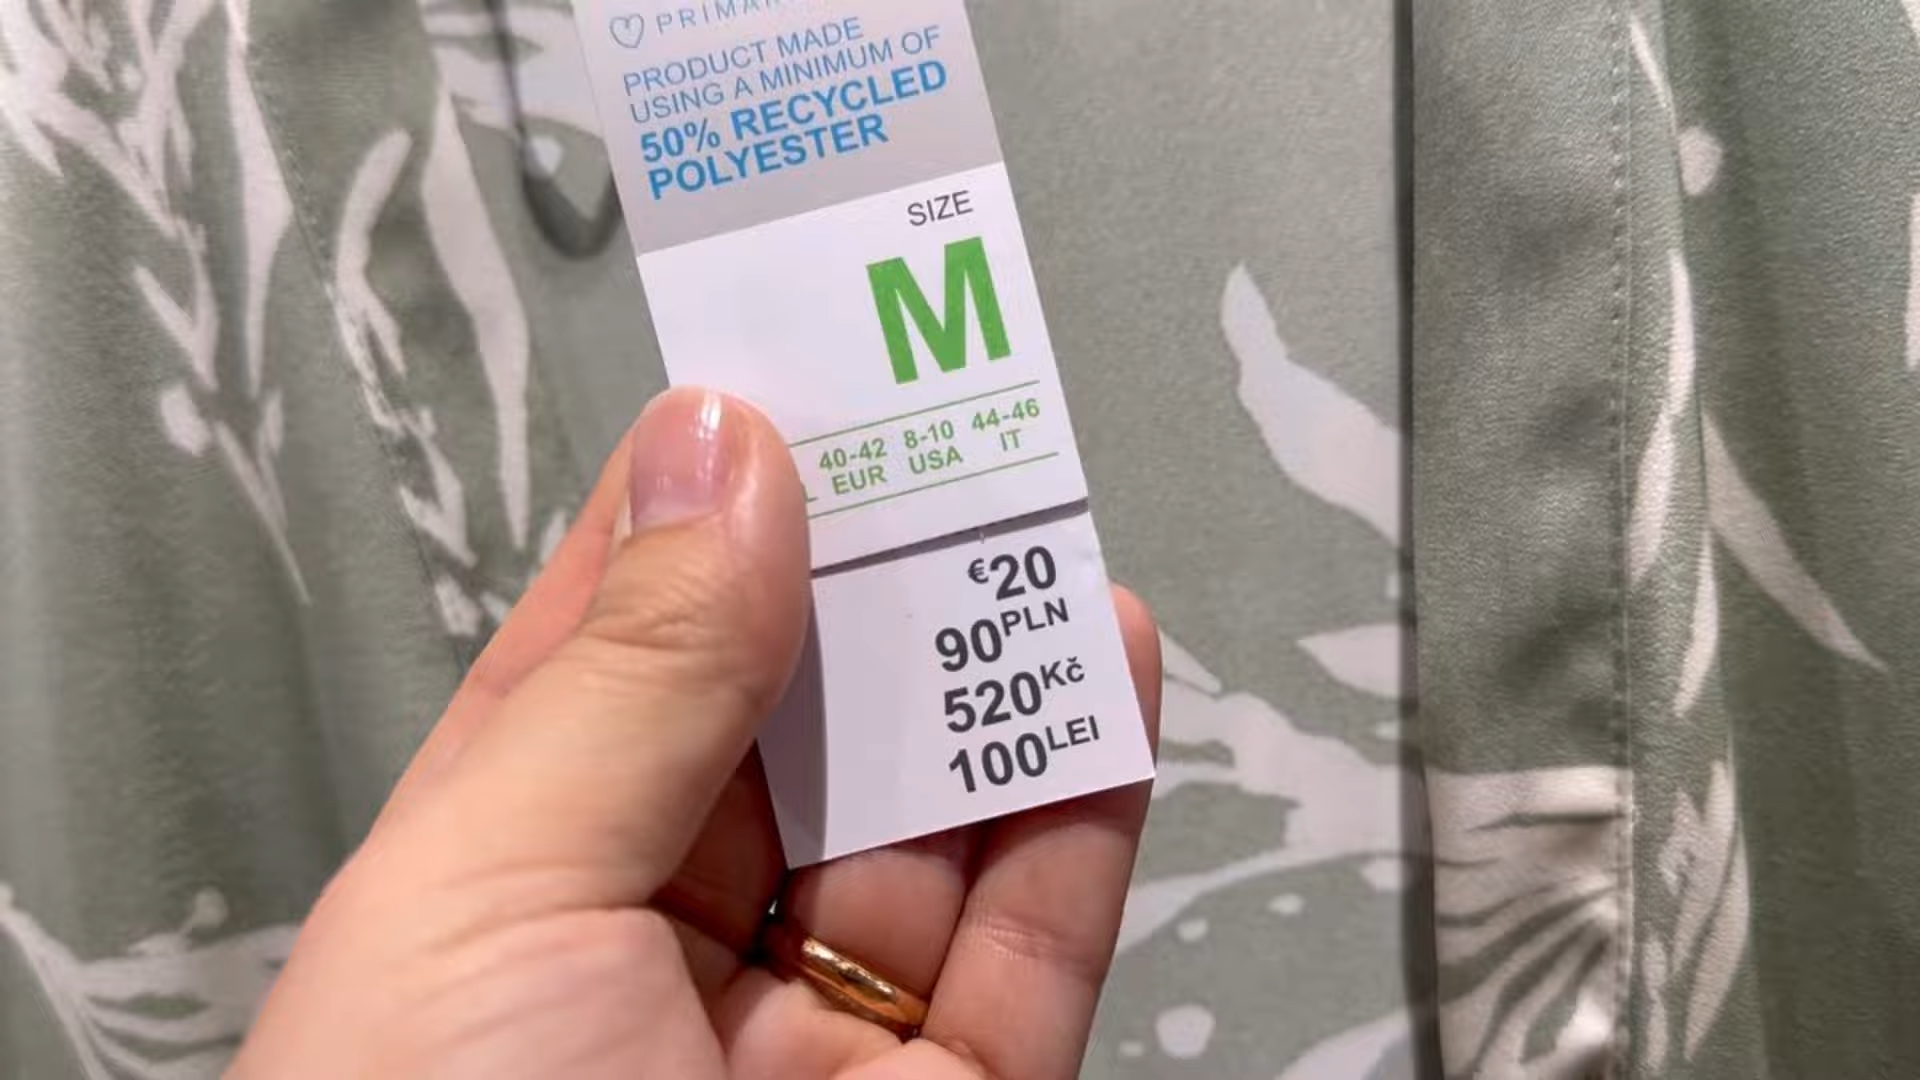 PRODUCT MADE
USING A MINIMUM OF
50% RECYCLED
POLYESTER
SIZE
M
40-42 8-10 44-46
EUR USA IT
€20
90PLN
520Kč
100LEI